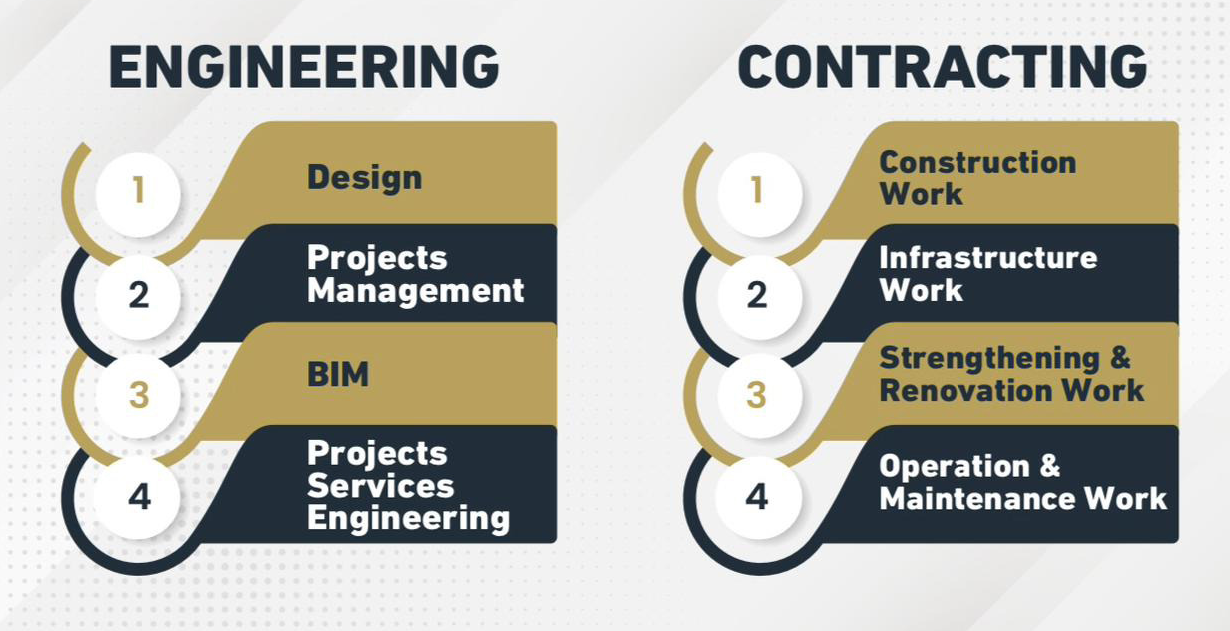 ENGINEERING
1
Design
2
Projects
Management
3
BIM
4
Projects
Services
Engineering
CONTRACTING
1
Construction
Work
2
Infrastructure
Work
3
Strengthening &
Renovation Work
4
Operation &
Maintenance Work